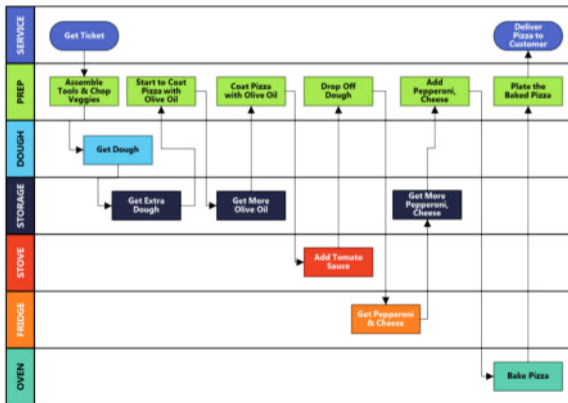 SERVICE
Get Ticket
Deliver
Pizza to
Customer
PREP
Assemble
Tools & Chop
Veggies
Start to Coat
Pizza with
Olive Oil
Coat Pizza
with Olive Oil
Drop Off
Dough
Add
Pepperoni,
Cheese
Plate the
Baked Pizza
DOUGH
Get Dough
STORAGE
Get Extra
Dough
Get More
Olive Oil
Get More
Pepperoni,
Cheese
STOVE
Add Tomato
Sauce
FRIDGE
Get Pepperoni
& Cheese
OVEN
Bake Pizza